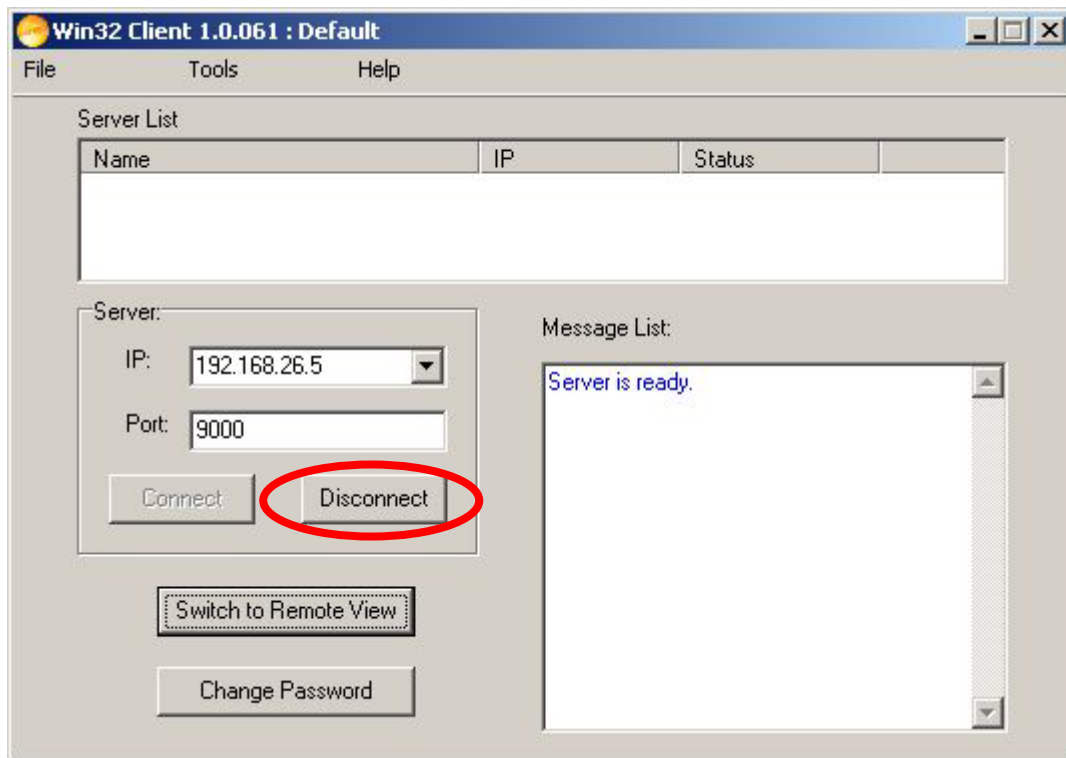 Win32 Client 1.0.061 : Default
File Tools Help
Server List
Name IP Status
Server:
IP: 192.168.26.5
Port: 9000
Connect Disconnect
Switch to Remote View
Change Password
Message List:
Server is ready.